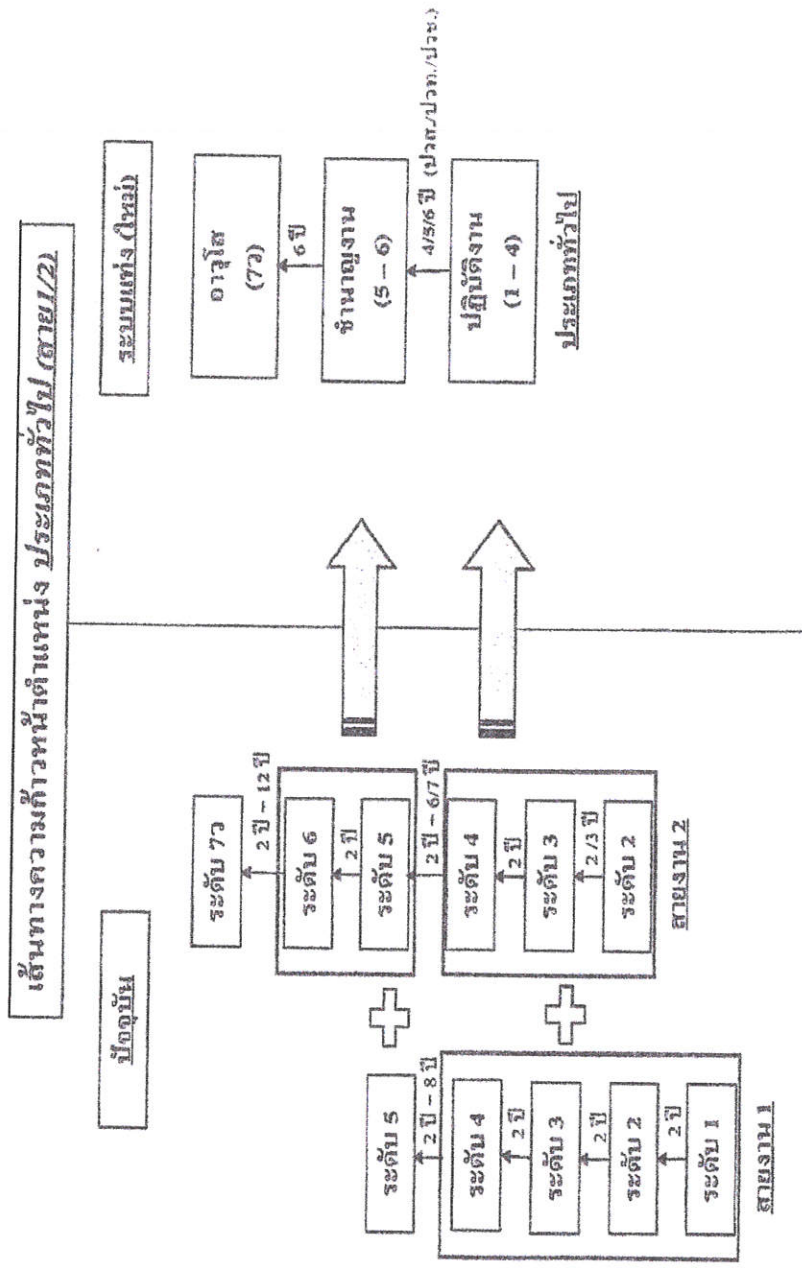 เส้นทางความก้าวหน้าตำแหน่ง ประเภททั่วไป (สาย1/2)
ปัจจุบัน
ระดับ 5
2 ปี – 8 ปี
ระดับ 4
2 ปี
ระดับ 3
2 ปี
ระดับ 2
2 ปี
ระดับ 1
สายงาน 1
ระดับ 7ว
2 ปี – 12 ปี
ระดับ 6
2 ปี
ระดับ 5
2 ปี – 6/7 ปี
ระดับ 4
2 ปี
ระดับ 3
2 /3 ปี
ระดับ 2
สายงาน 2
ระบบแท่ง (ใหม่)
อาวุโส
(7ว)
6 ปี
ชำนาญงาน
(5 – 6)
4/5/6 ปี (ปวส/ปวท./ปวช.)
ปฏิบัติงาน
(1 – 4)
ประเภททั่วไป